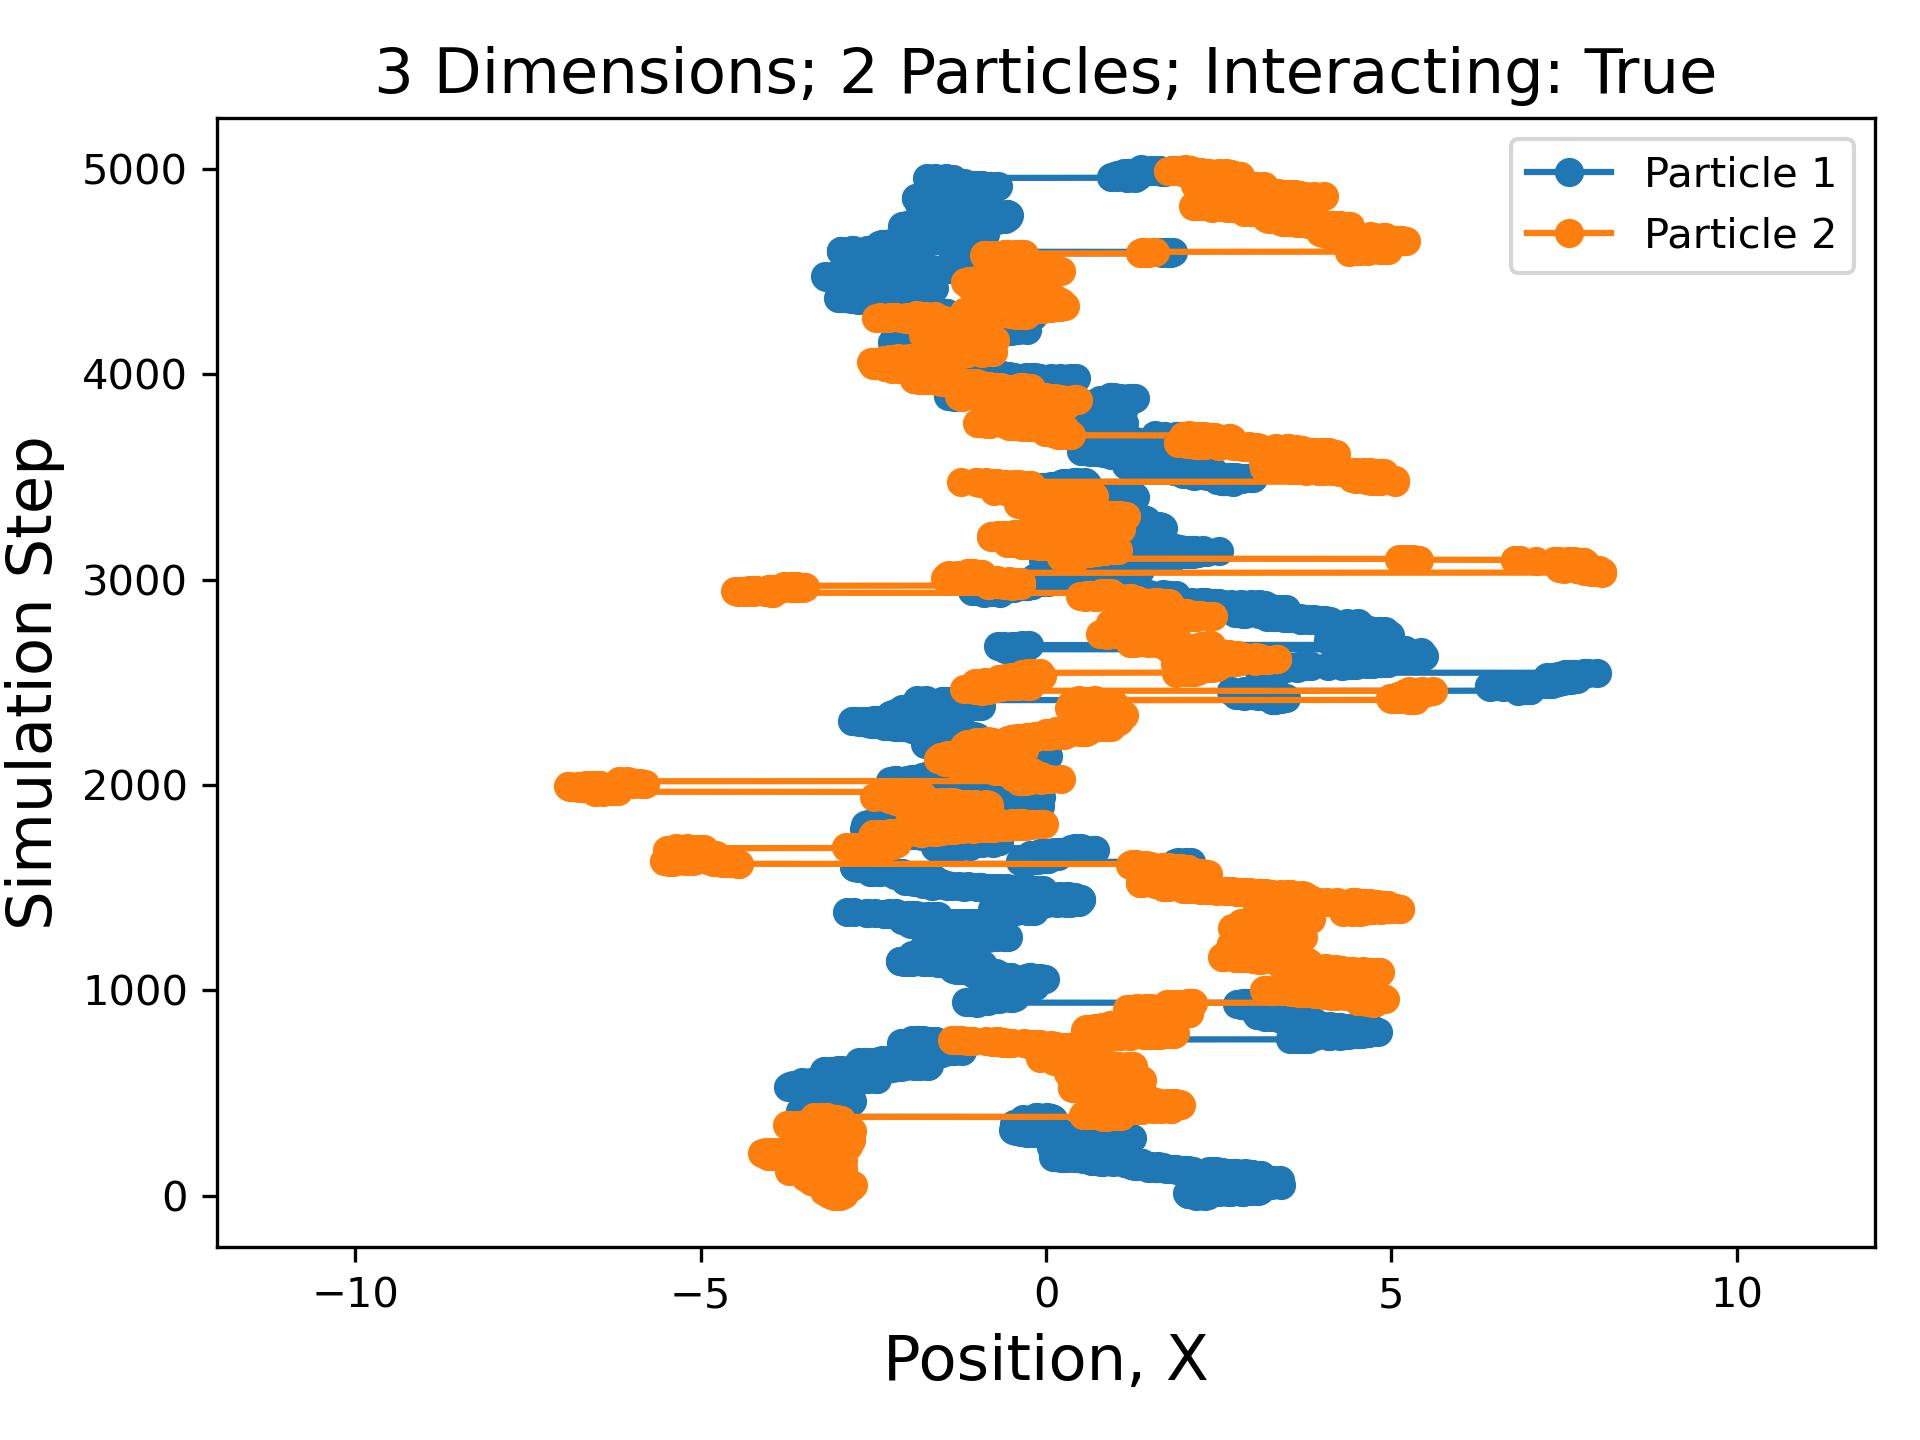 3 Dimensions; 2 Particles; Interacting: True
Particle 1
Particle 2
5000
4000
3000
2000
1000
0
Simulation Step
−10
−5
0
5
10
Position, X